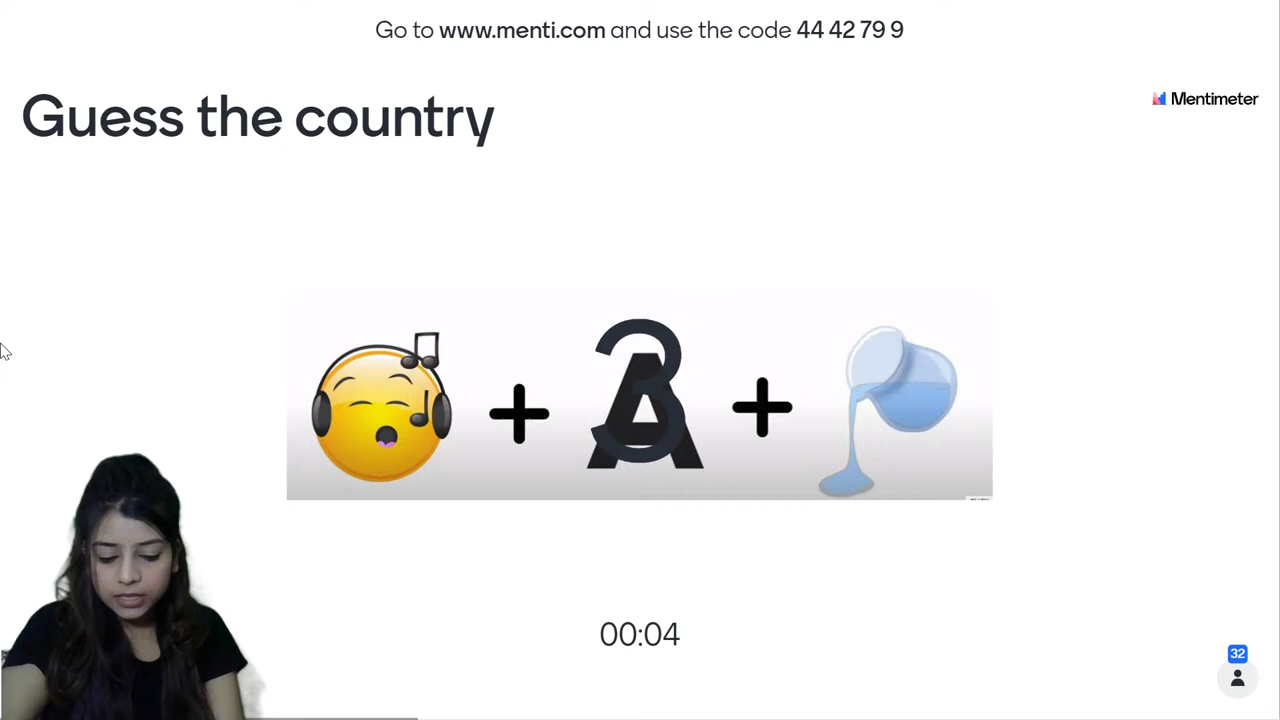 Go to www.menti.com and use the code 44 42 79 9
Guess the country
Mentimeter
3
A
00:04
32